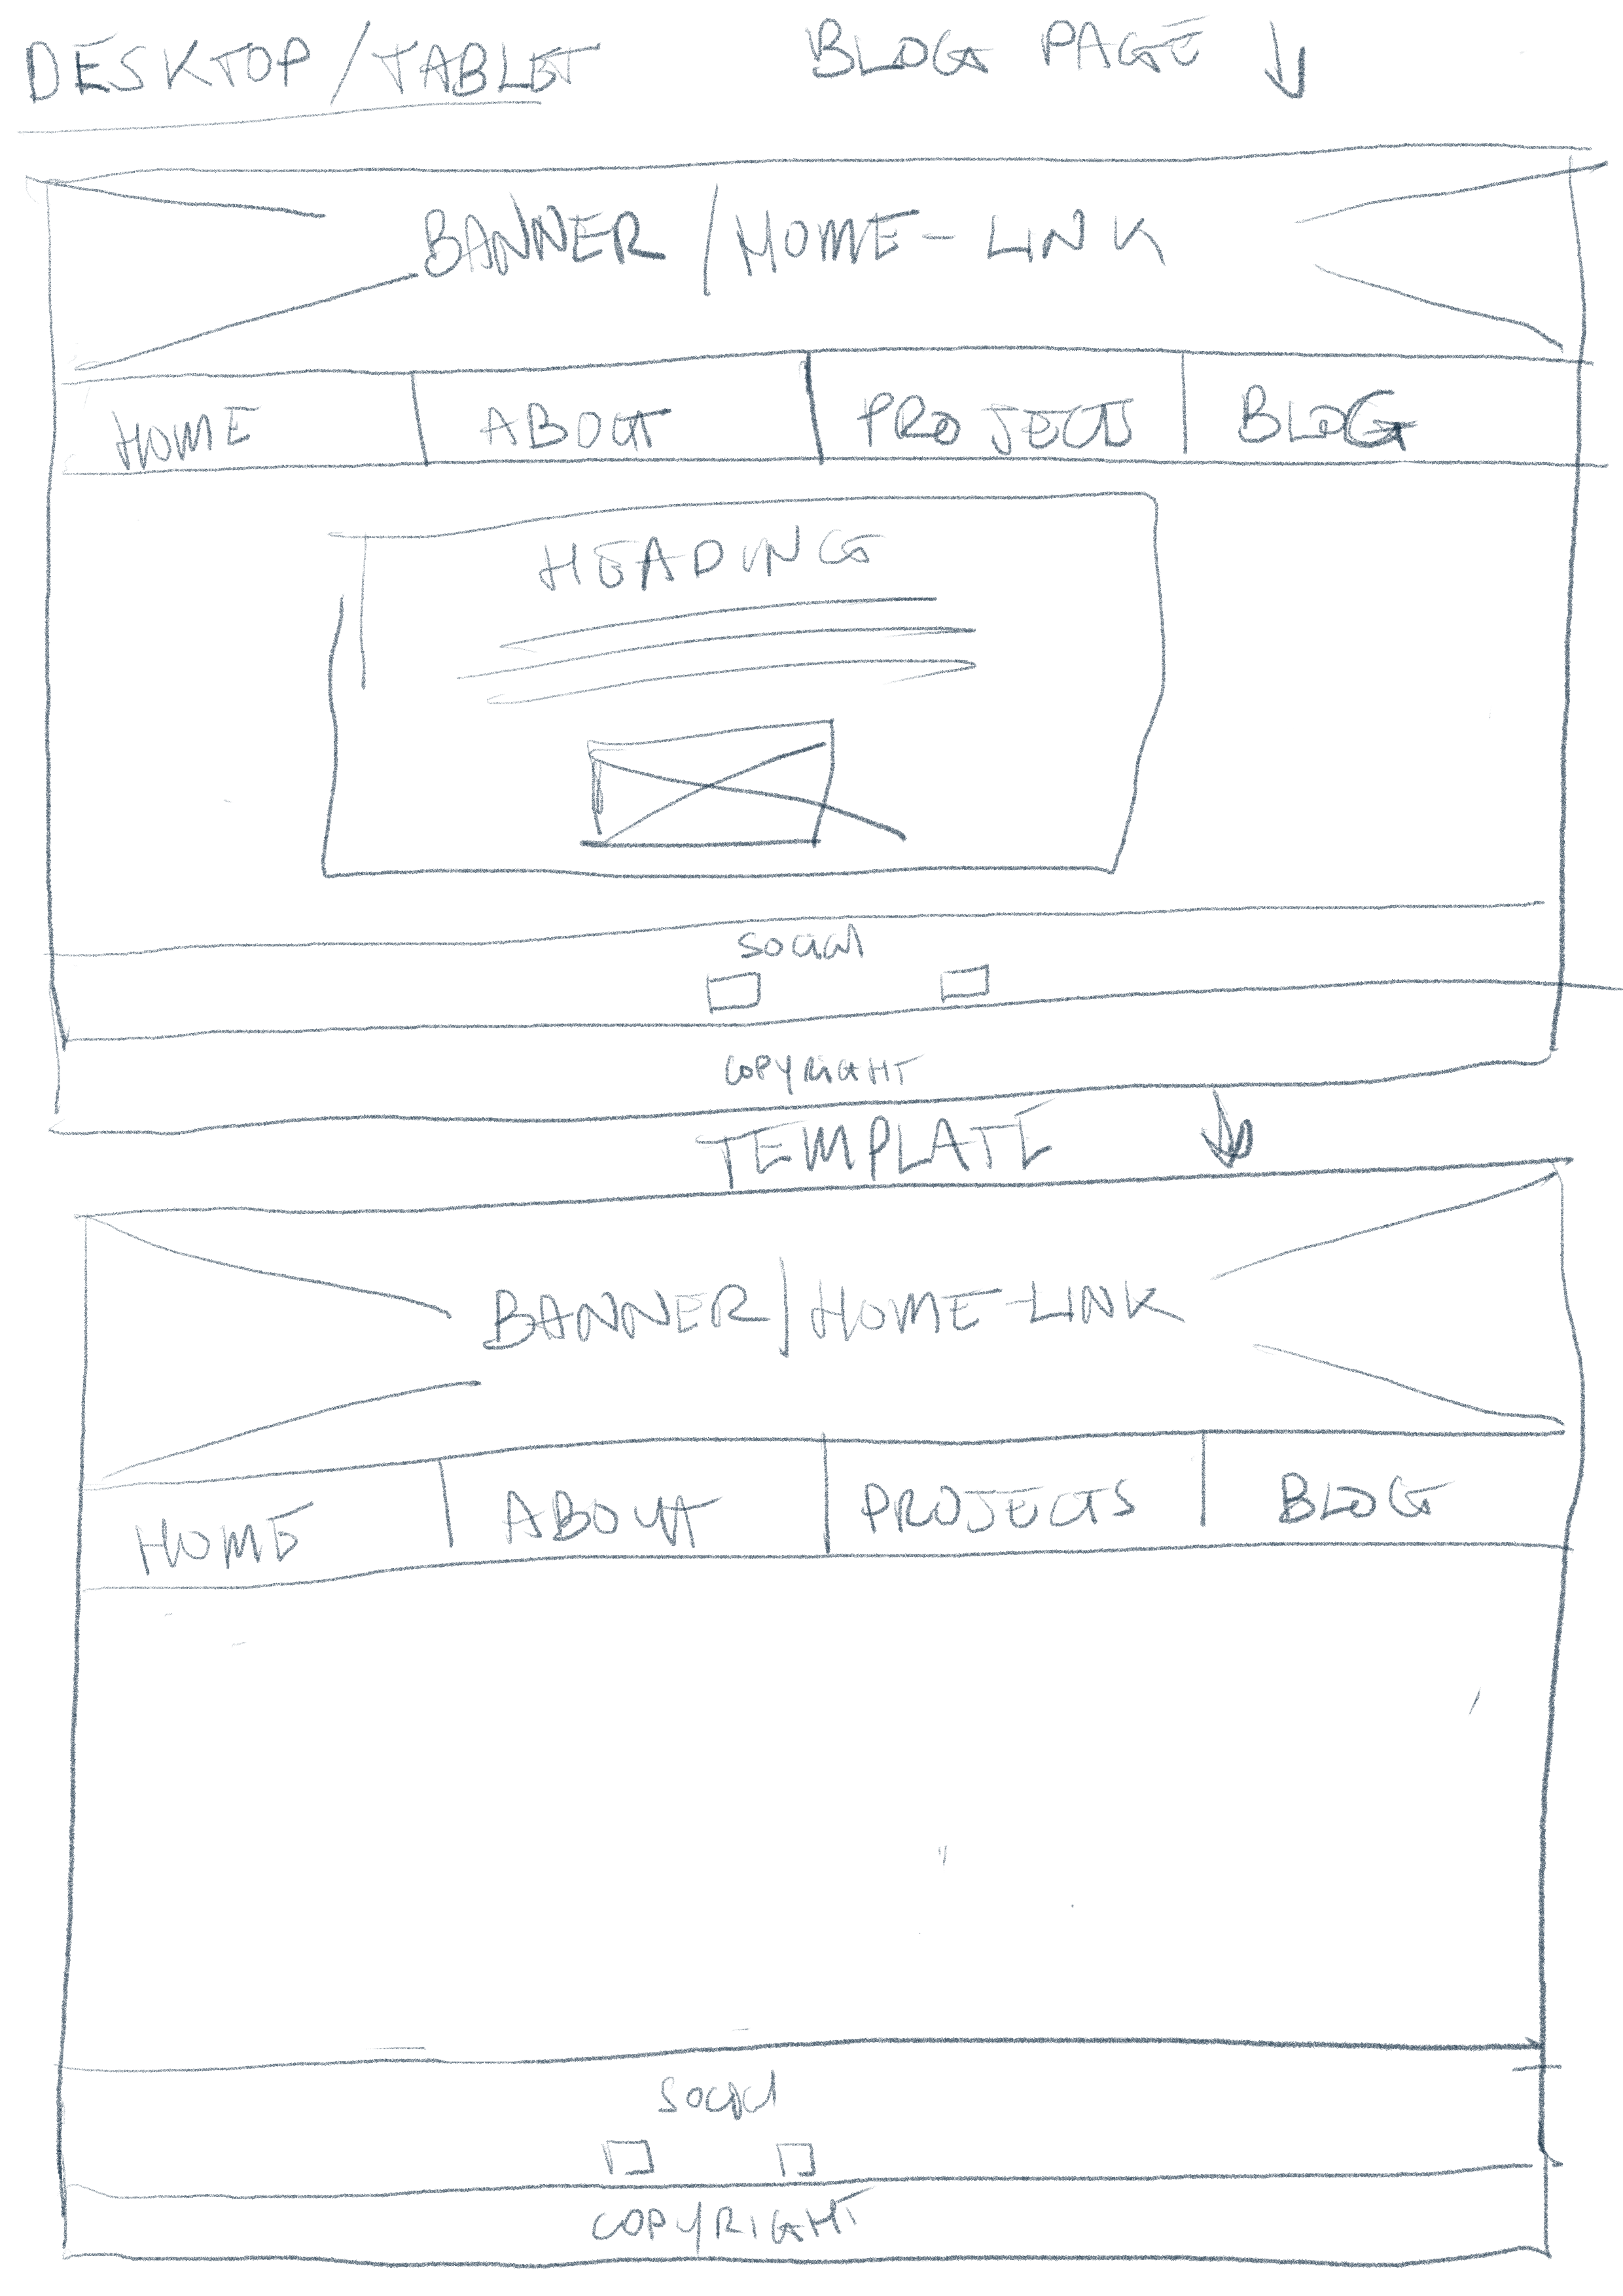 DESKTOP/TABLET BLOG PAGE
BANNER/HOME-LINK
HOME ABOUT PROJECTS BLOG
HEADING
SOCIAL
COPYRIGHT
TEMPLATE
BANNER/HOME-LINK
HOME ABOUT PROJECTS BLOG
SOCIAL
COPYRIGHT